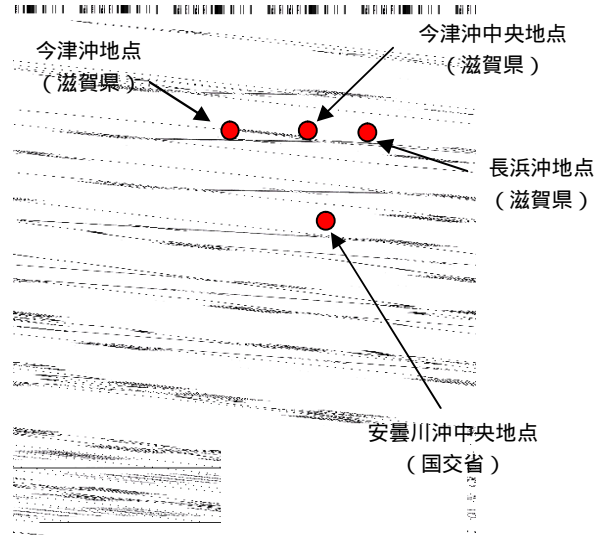 今津沖中央地点
（滋賀県）
今津沖地点
（滋賀県）
長浜沖地点
（滋賀県）
安曇川沖中央地点
（国交省）